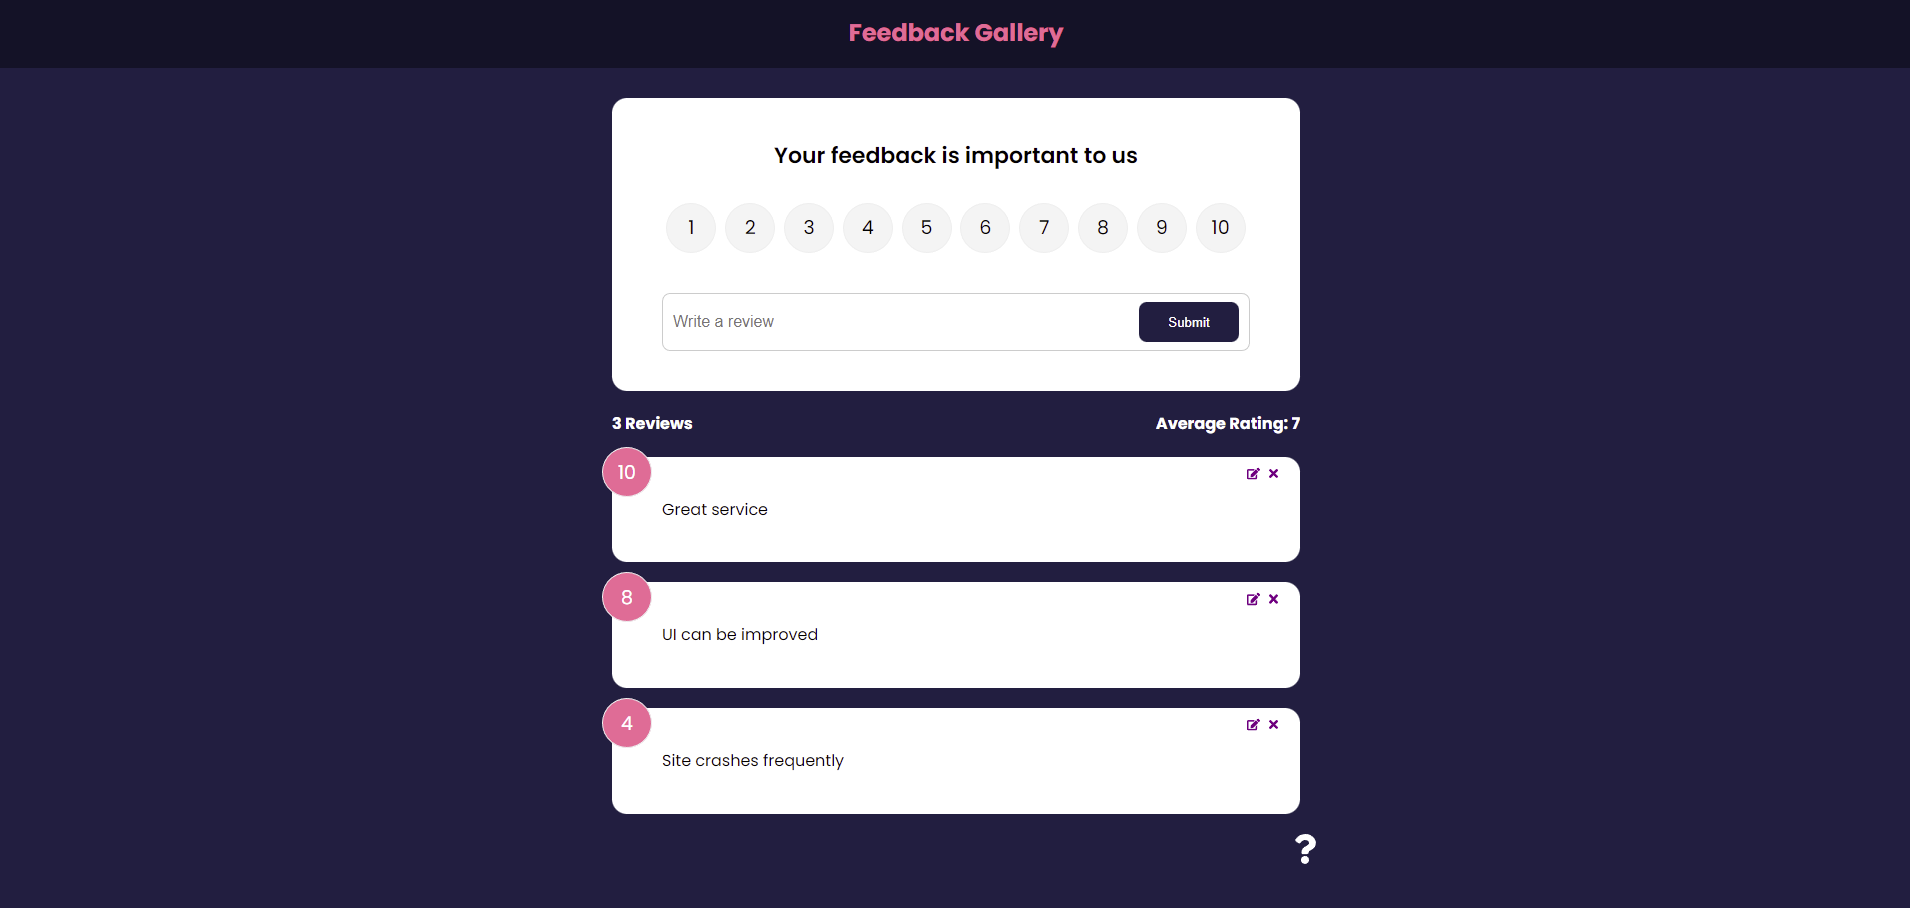 Feedback Gallery
Your feedback is important to us
1 2 3 4 5 6 7 8 9 10
Write a review Submit
3 Reviews Average Rating: 7
10
Great service
8
UI can be improved
4
Site crashes frequently
?